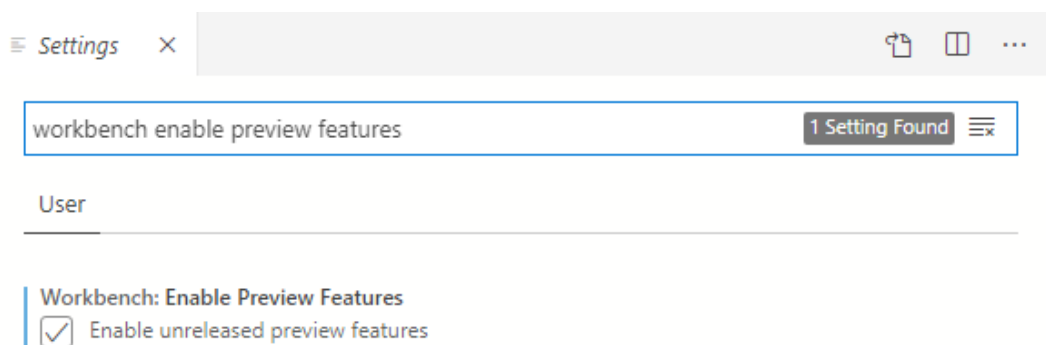 Settings
workbench enable preview features
1 Setting Found
User
Workbench: Enable Preview Features
Enable unreleased preview features